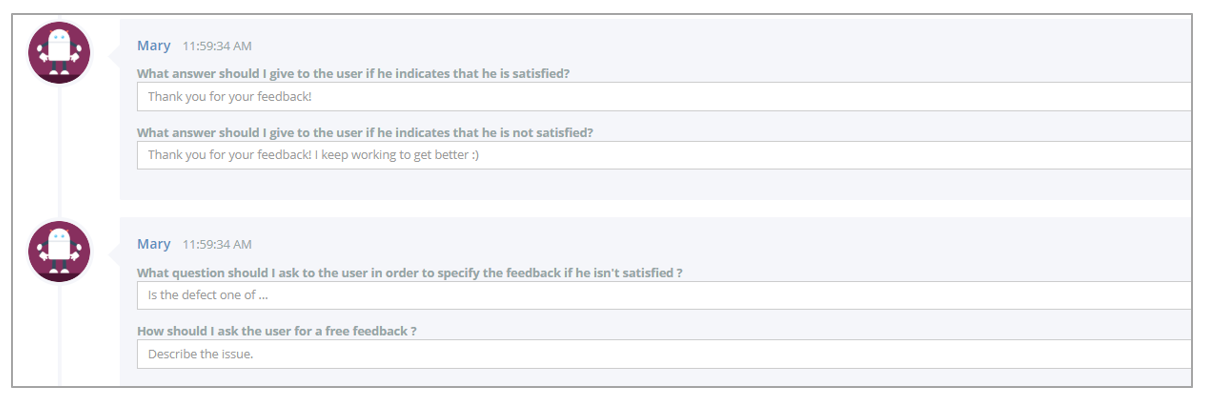 Mary 11:59:34 AM
What answer should I give to the user if he indicates that he is satisfied?
Thank you for your feedback!
What answer should I give to the user if he indicates that he is not satisfied?
Thank you for your feedback! I keep working to get better :)
Mary 11:59:34 AM
What question should I ask to the user in order to specify the feedback if he isn't satisfied ?
Is the defect one of ...
How should I ask the user for a free feedback ?
Describe the issue.